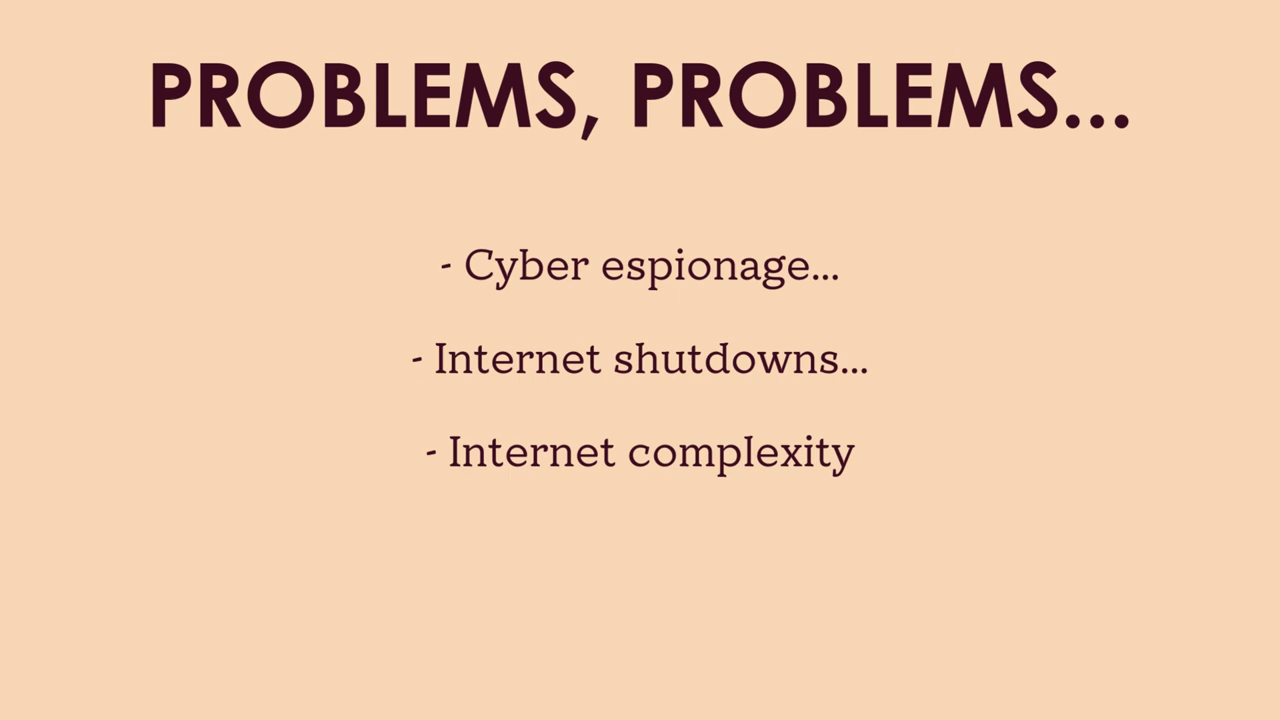 PROBLEMS, PROBLEMS...
- Cyber espionage...
- Internet shutdowns...
- Internet complexity